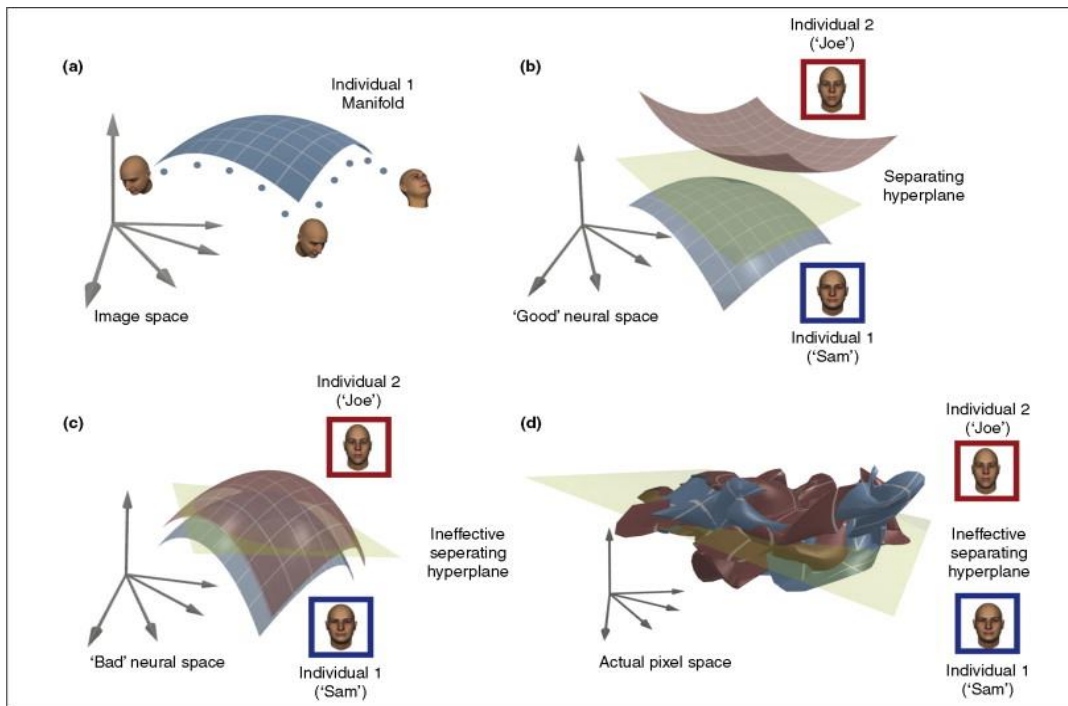 (a)
Individual 1
Manifold
Image space
(b)
Individual 2
('Joe')
Separating
hyperplane
'Good' neural space
Individual 1
('Sam')
(c)
Individual 2
('Joe')
Ineffective
seperating
hyperplane
'Bad' neural space
Individual 1
('Sam')
(d)
Individual 2
('Joe')
Ineffective
separating
hyperplane
Actual pixel space
Individual 1
('Sam')